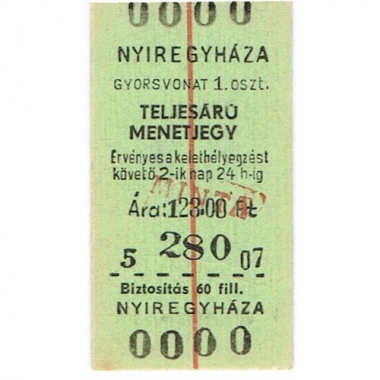 0000
NYIREGYHÁZA
GYORSVONAT 1. OSZT.
TELJESÁRÚ
MENETJEGY
Érvényes a kelethélyegzést
követő 2-ik nap 24 h-ig
MINTA
Ára: 123.00 Ft
5 280 07
Biztosítás 60 fill.
NYIREGYHÁZA
0000